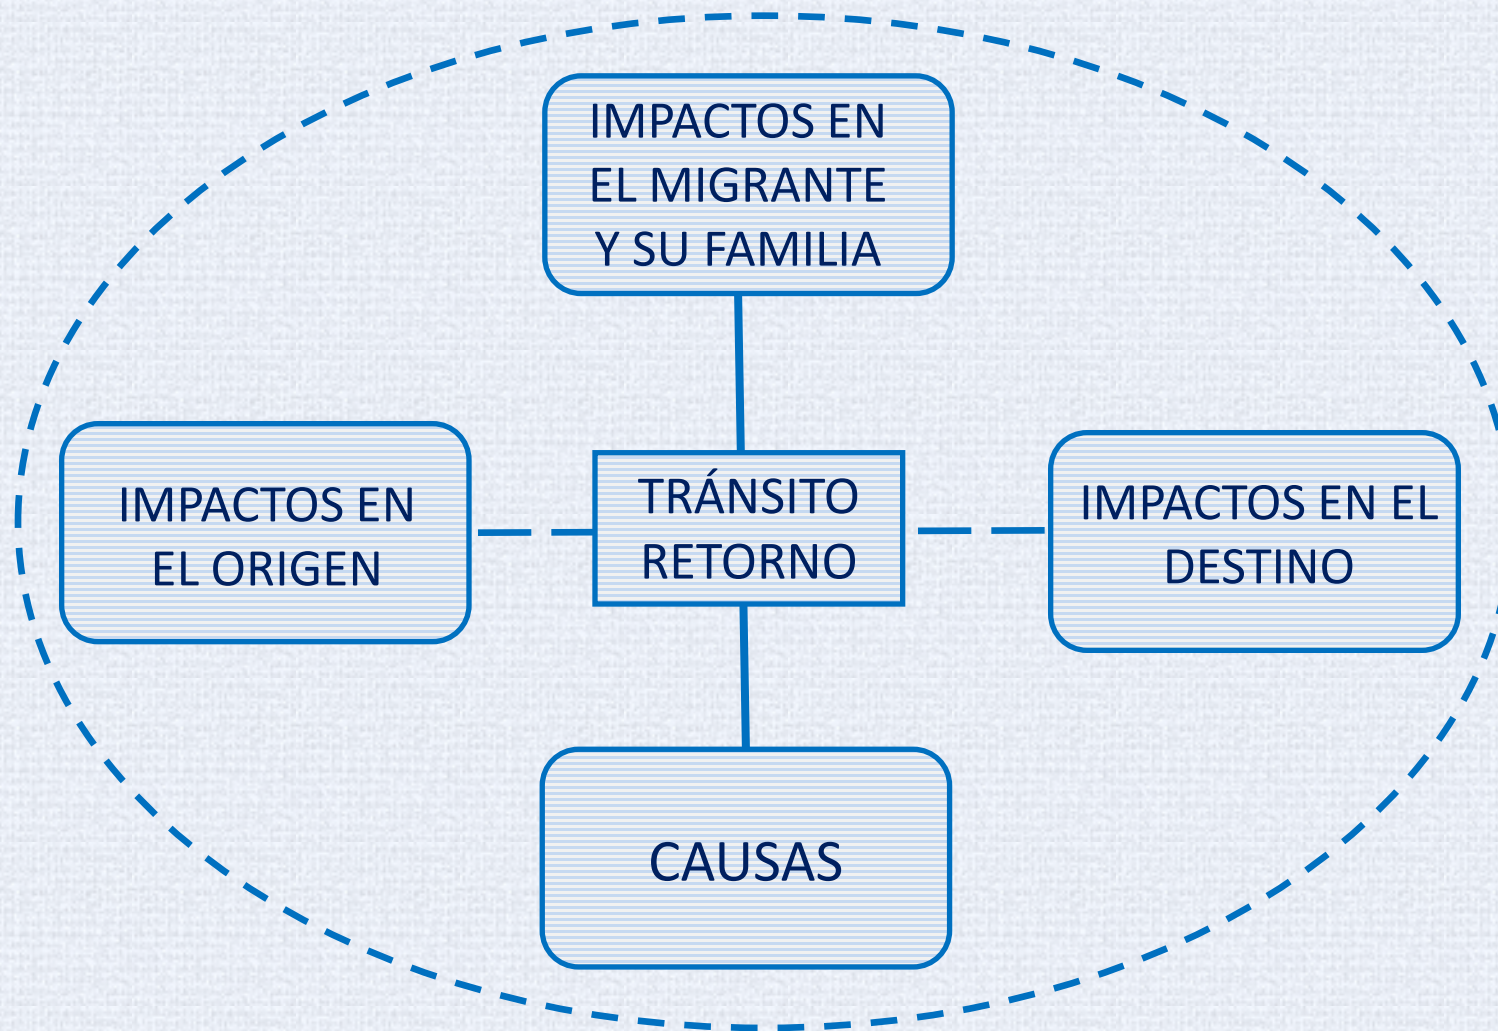 IMPACTOS EN
EL MIGRANTE
Y SU FAMILIA
IMPACTOS EN
EL ORIGEN
TRÁNSITO
RETORNO
IMPACTOS EN EL
DESTINO
CAUSAS